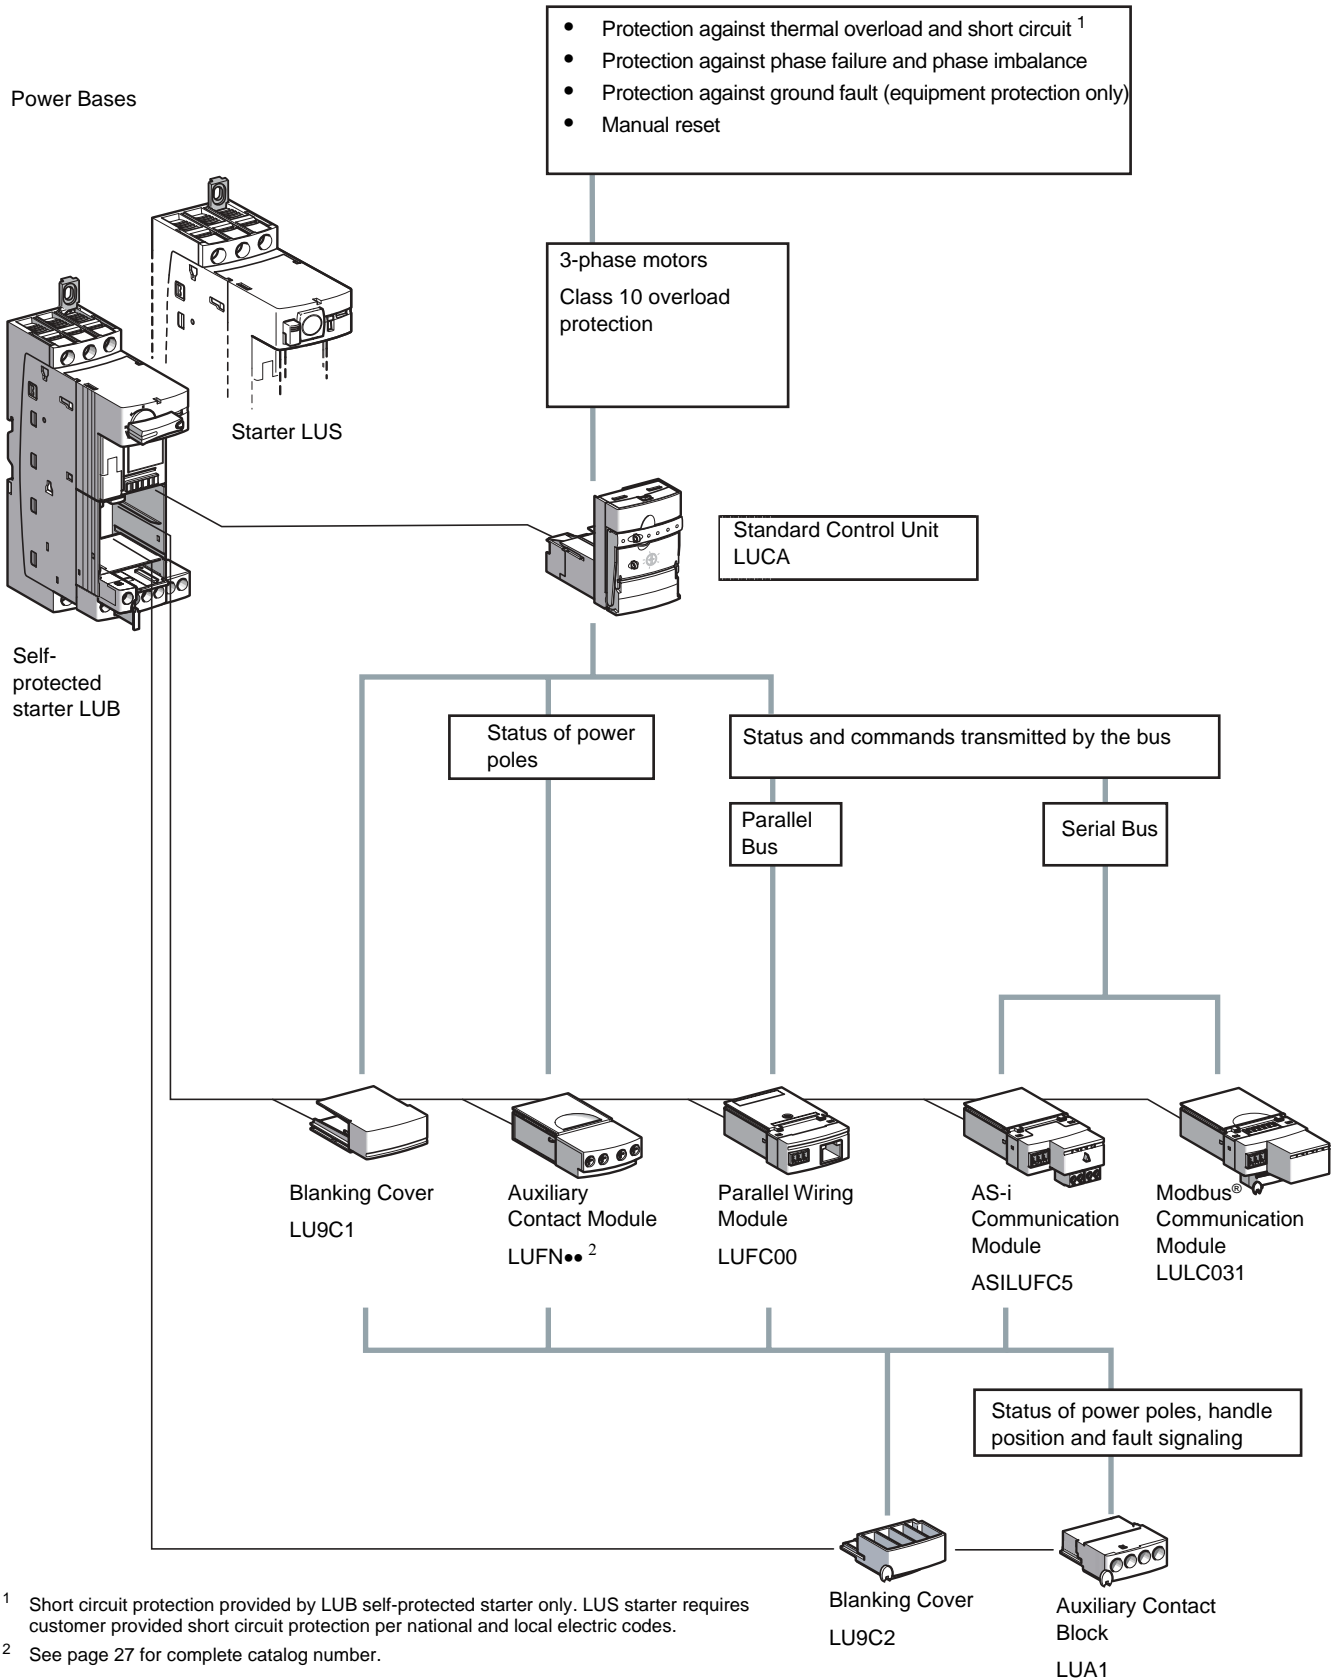 • Protection against thermal overload and short circuit 1
• Protection against phase failure and phase imbalance
• Protection against ground fault (equipment protection only)
• Manual reset
Power Bases
3-phase motors
Class 10 overload
protection
Starter LUS
Standard Control Unit
LUCA
Self-
protected
starter LUB
Status of power
poles
Status and commands transmitted by the bus
Parallel
Bus
Serial Bus
Blanking Cover
LU9C1
Auxiliary
Contact Module
LUFN•• 2
Parallel Wiring
Module
LUFC00
AS-i
Communication
Module
ASILUFC5
Modbus®
Communication
Module
LULC031
Status of power poles, handle
position and fault signaling
Blanking Cover
LU9C2
Auxiliary Contact
Block
LUA1
1 Short circuit protection provided by LUB self-protected starter only. LUS starter requires
customer provided short circuit protection per national and local electric codes.
2 See page 27 for complete catalog number.